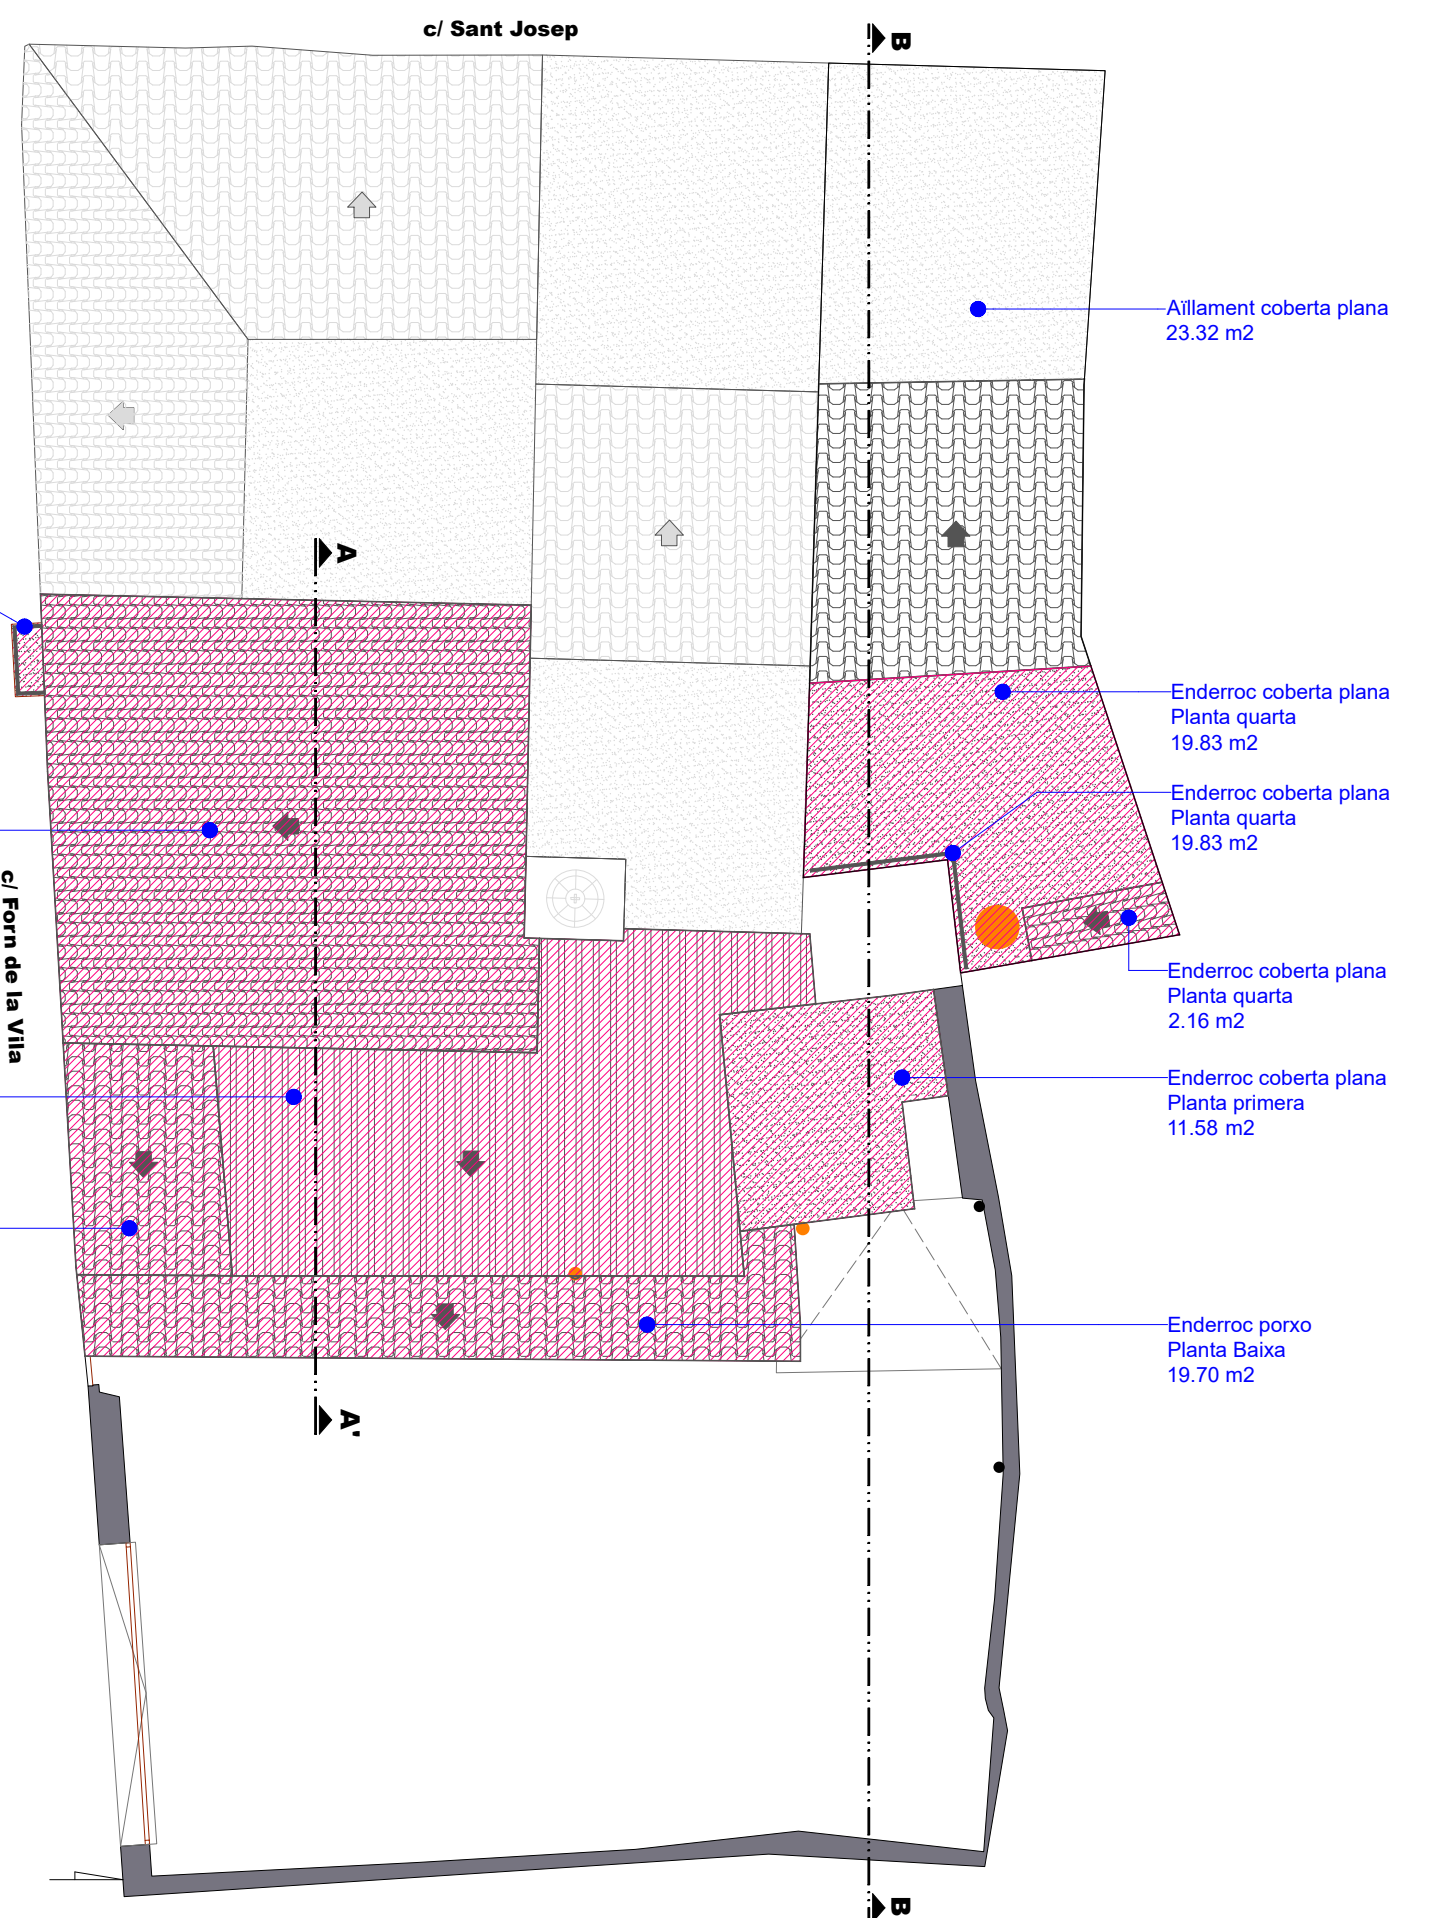 c/ Sant Josep
B
Aïllament coberta plana
23.32 m2
A
Enderroc coberta plana
Planta quarta
19.83 m2
Enderroc coberta plana
Planta quarta
19.83 m2
c/ Forn de la Vila
Enderroc coberta plana
Planta quarta
2.16 m2
Enderroc coberta plana
Planta primera
11.58 m2
Enderroc porxo
Planta Baixa
19.70 m2
A'
B